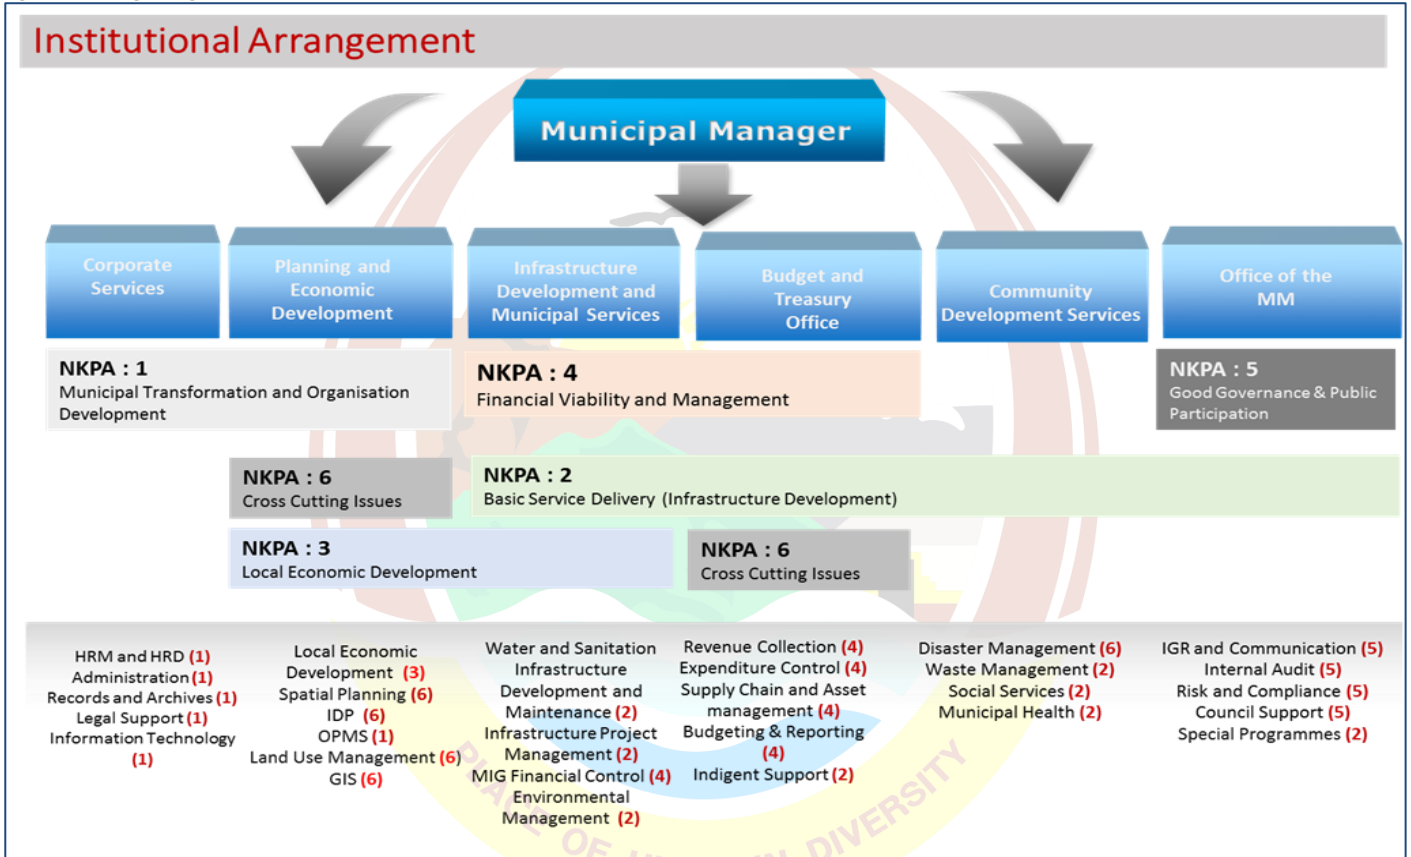 Institutional Arrangement
Municipal Manager
Corporate
Services
Planning and
Economic
Development
Infrastructure
Development and
Municipal Services
Budget and
Treasury
Office
Community
Development Services
Office of the
MM
NKPA : 1
Municipal Transformation and Organisation
Development
NKPA : 4
Financial Viability and Management
NKPA : 5
Good Governance & Public
Participation
NKPA : 6
Cross Cutting Issues
NKPA : 2
Basic Service Delivery (Infrastructure Development)
NKPA : 3
Local Economic Development
NKPA : 6
Cross Cutting Issues
HRM and HRD (1)
Administration (1)
Records and Archives (1)
Legal Support (1)
Information Technology
(1)
Local Economic
Development (3)
Spatial Planning (6)
IDP (6)
OPMS (1)
Land Use Management (6)
GIS (6)
Water and Sanitation
Infrastructure
Development and
Maintenance (2)
Infrastructure Project
Management (2)
MIG Financial Control (4)
Environmental
Management (2)
Revenue Collection (4)
Expenditure Control (4)
Supply Chain and Asset
management (4)
Budgeting & Reporting
(4)
Indigent Support (2)
Disaster Management (6)
Waste Management (2)
Social Services (2)
Municipal Health (2)
IGR and Communication (5)
Internal Audit (5)
Risk and Compliance (5)
Council Support (5)
Special Programmes (2)
DIVERSITY